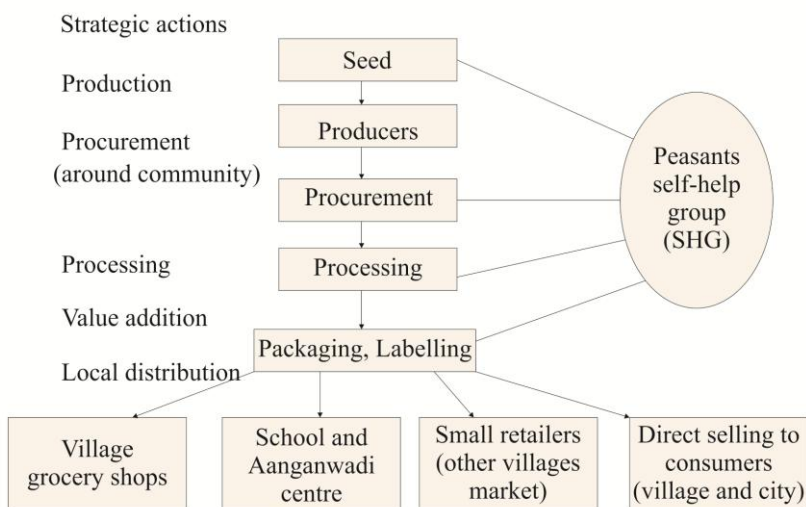 Strategic actions
Seed
Production
Producers
Procurement
(around community)
Peasants
self-help
group
(SHG)
Procurement
Processing
Processing
Value addition
Packaging, Labelling
Local distribution
Village
grocery shops
School and
Aanganwadi
centre
Small retailers
(other villages
market)
Direct selling to
consumers
(village and city)